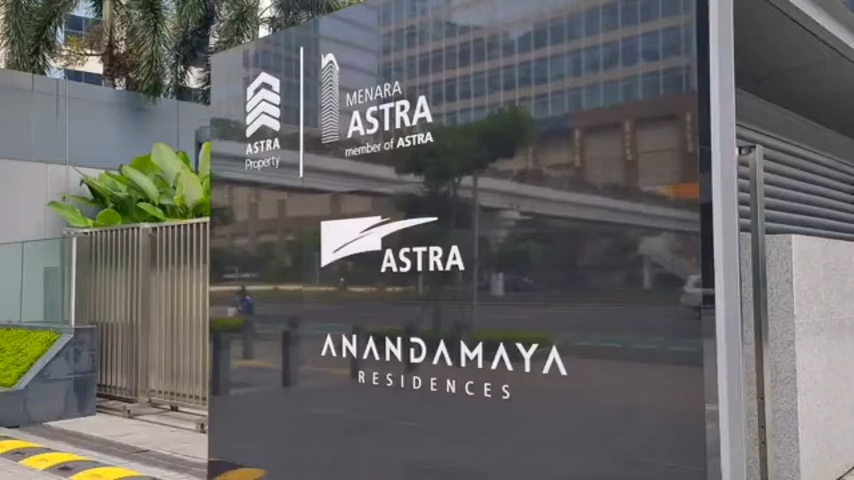 ASTRA
Property
MENARA
ASTRA
member of ASTRA
ASTRA
ANANDAMAYA
RESIDENCES